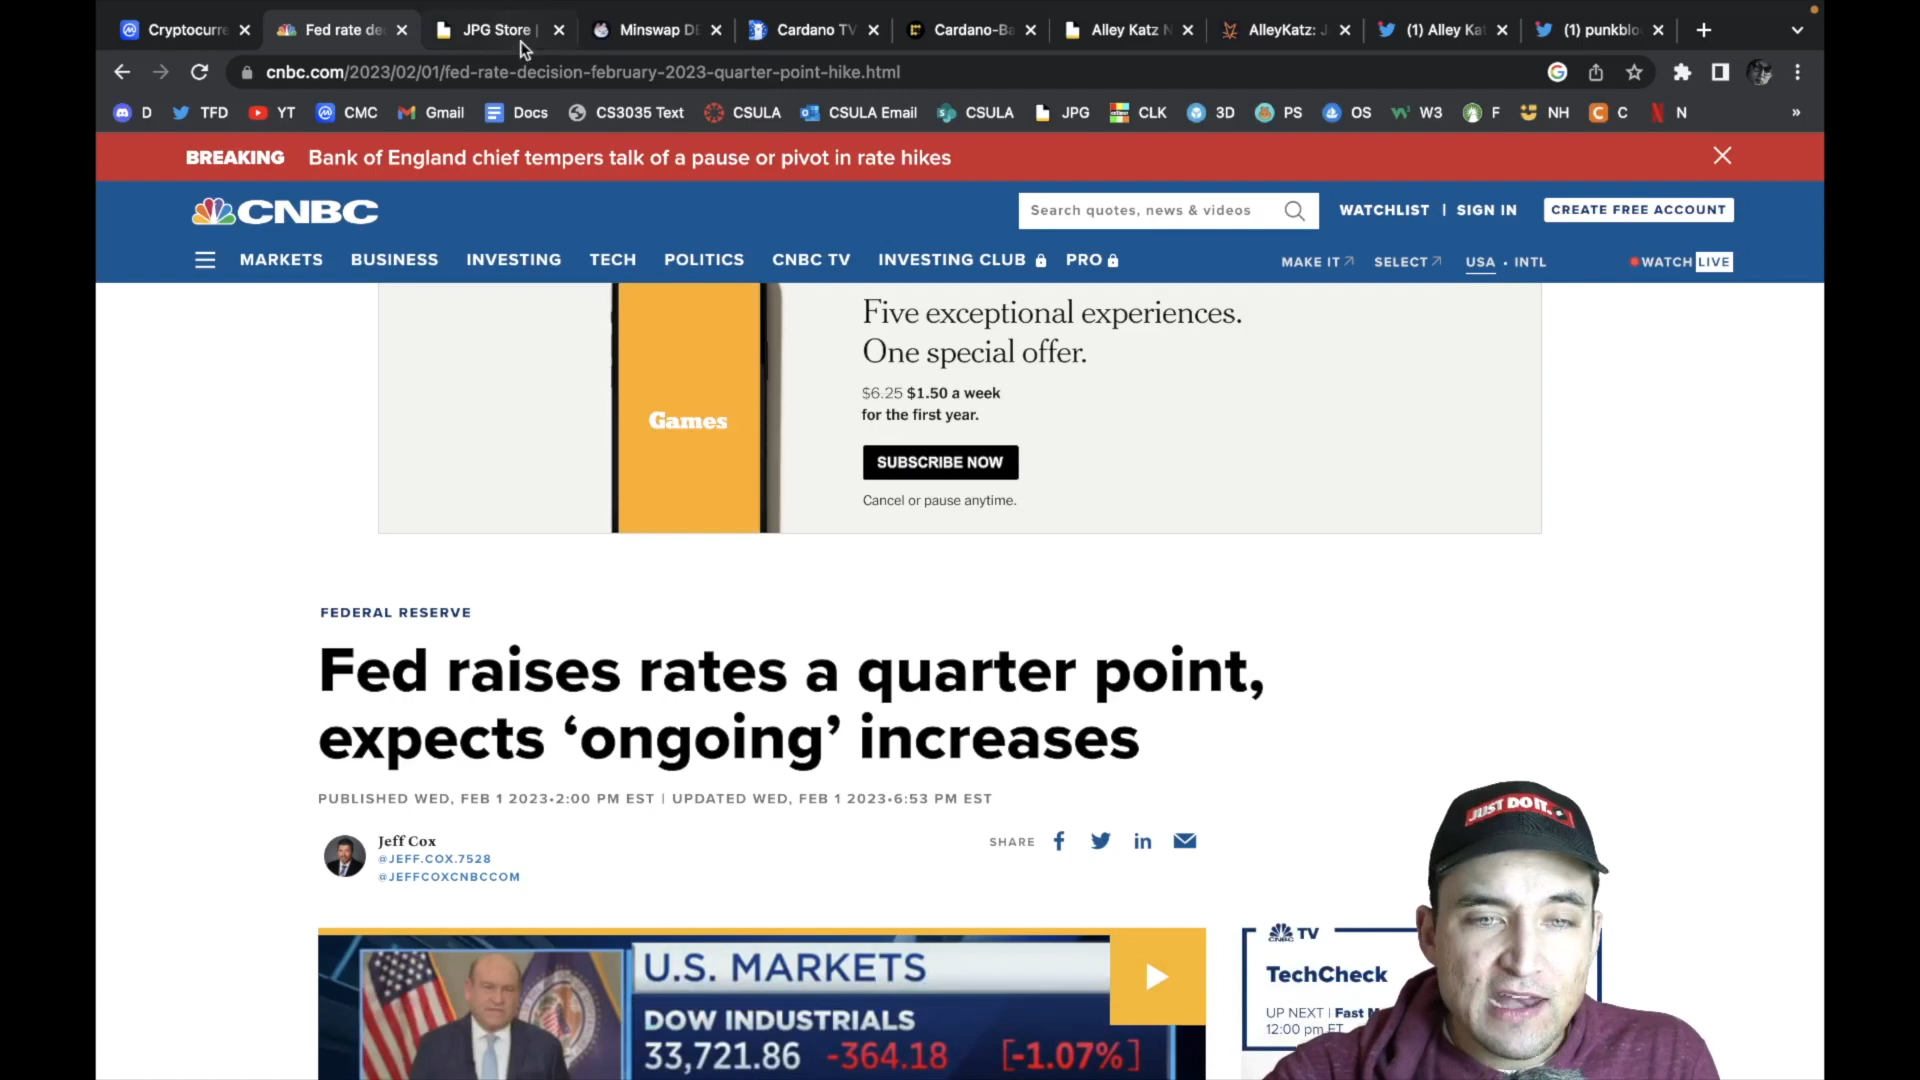 Cryptocurre
Fed rate de
JPG Store |
Minswap DE
Cardano TV
Cardano-Ba
Alley Katz N
AlleyKatz: J
(1) Alley Kat
(1) punkblo
cnbc.com/2023/02/01/fed-rate-decision-february-2023-quarter-point-hike.html
D TFD YT CMC Gmail Docs CS3035 Text CSULA CSULA Email CSULA JPG CLK 3D PS OS W3 F NH C N »
BREAKING Bank of England chief tempers talk of a pause or pivot in rate hikes
CNBC
Search quotes, news & videos
WATCHLIST | SIGN IN
CREATE FREE ACCOUNT
MARKETS BUSINESS INVESTING TECH POLITICS CNBC TV INVESTING CLUB PRO
MAKE IT SELECT USA • INTL WATCH LIVE
Five exceptional experiences.
One special offer.
$6.25 $1.50 a week
for the first year.
Games
SUBSCRIBE NOW
Cancel or pause anytime.
FEDERAL RESERVE
Fed raises rates a quarter point,
expects ‘ongoing’ increases
PUBLISHED WED, FEB 1 2023•2:00 PM EST | UPDATED WED, FEB 1 2023•6:53 PM EST
Jeff Cox
@JEFF.COX.7528
@JEFFCOXCNBCCOM
SHARE
U.S. MARKETS
DOW INDUSTRIALS
33,721.86 -364.18 [-1.07%]
CNBC TV
TechCheck
UP NEXT | Fast M
12:00 pm ET
JUST DO IT.